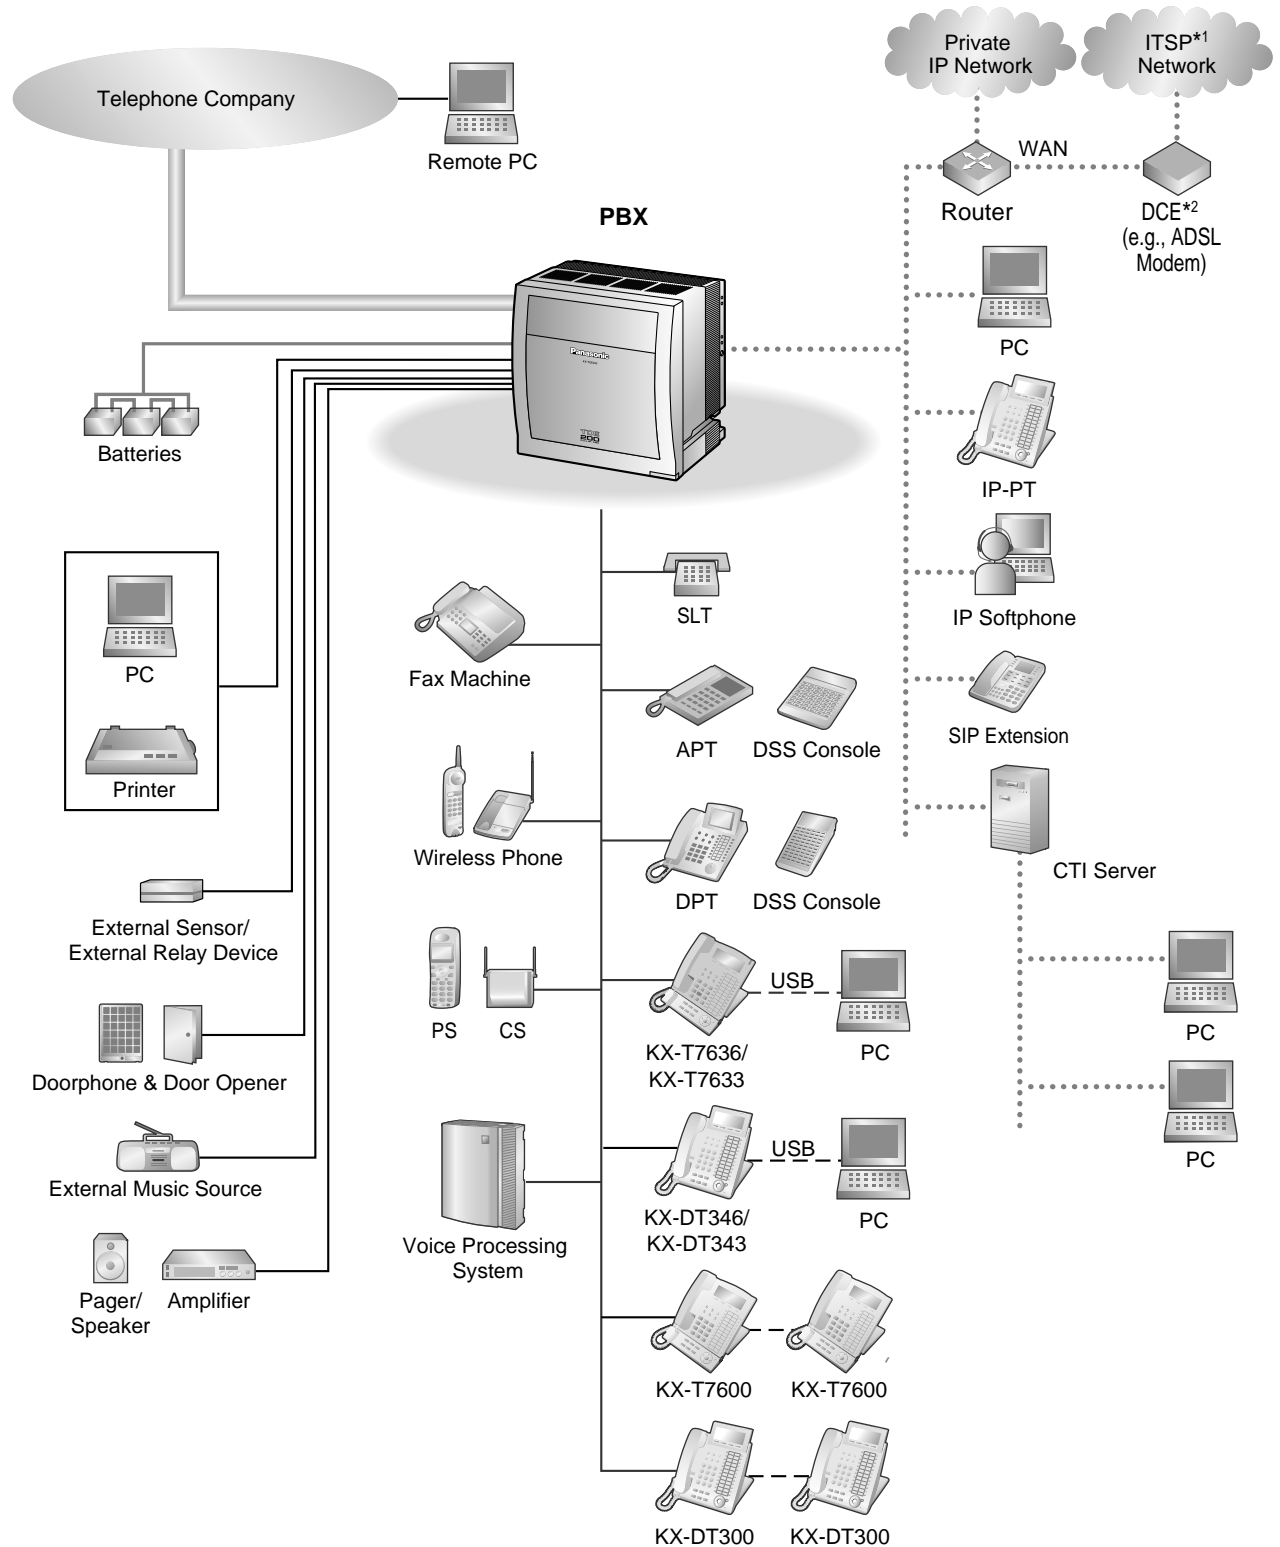 Private
IP Network
ITSP*1
Network
Telephone Company
Remote PC
WAN
Router
DCE*2
(e.g., ADSL
Modem)
PBX
Panasonic
TDE
200
PC
Batteries
IP-PT
SLT
IP Softphone
PC
Fax Machine
APT
DSS Console
SIP Extension
Printer
Wireless Phone
DPT
DSS Console
CTI Server
External Sensor/
External Relay Device
PS
CS
USB
KX-T7636/
KX-T7633
PC
PC
Doorphone & Door Opener
External Music Source
USB
KX-DT346/
KX-DT343
PC
PC
Voice Processing
System
Pager/
Speaker
Amplifier
KX-T7600
KX-T7600
KX-DT300
KX-DT300